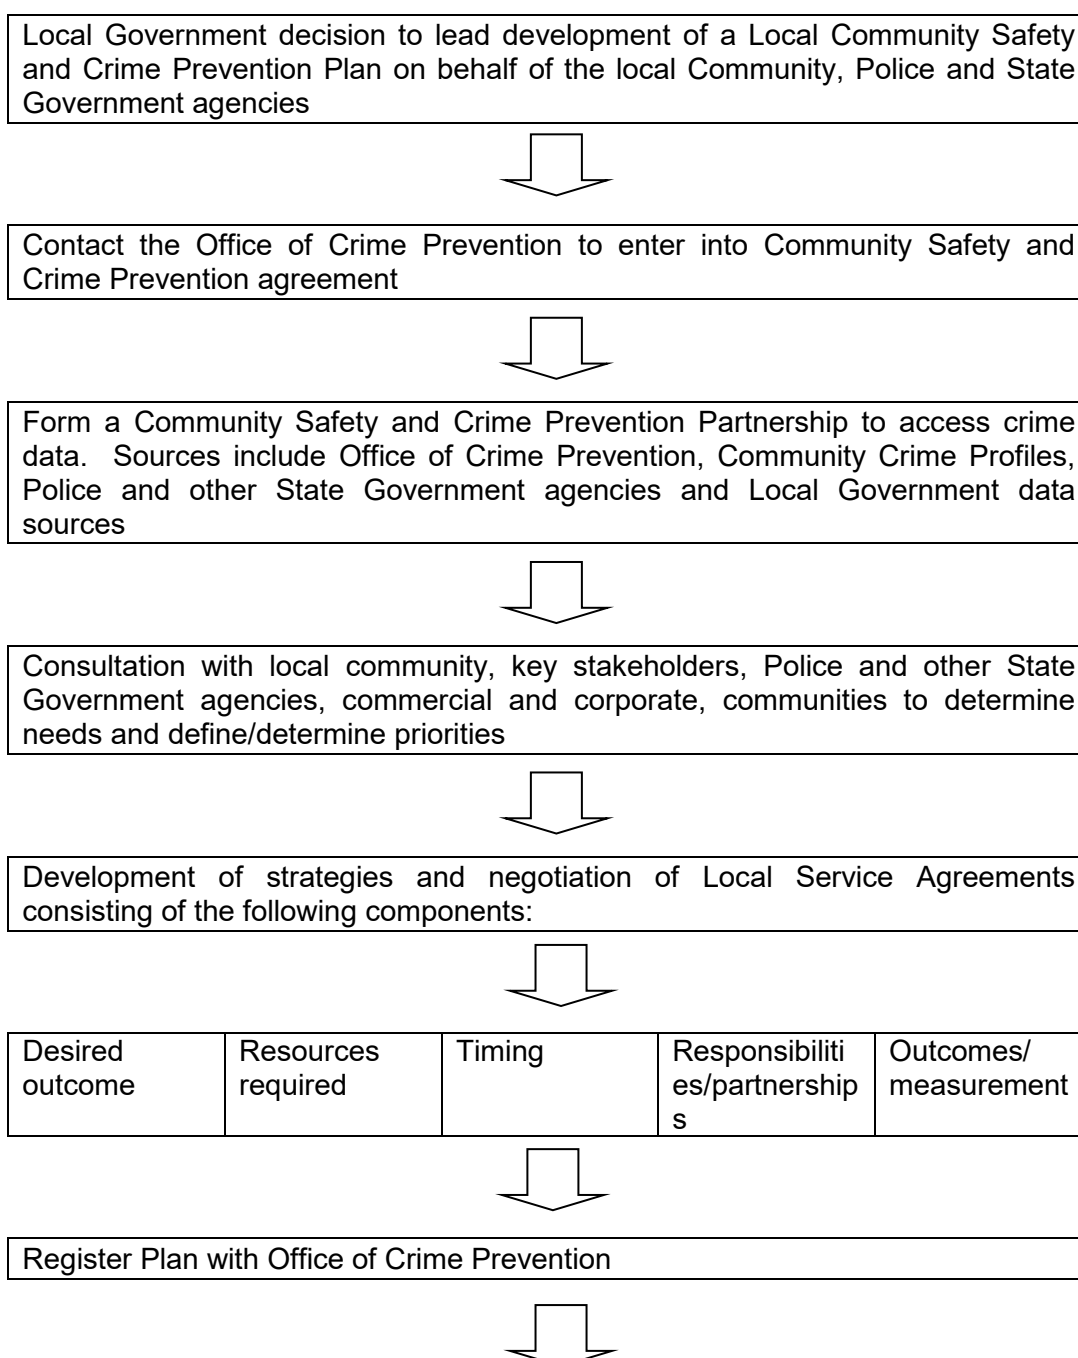 Local Government decision to lead development of a Local Community Safety
and Crime Prevention Plan on behalf of the local Community, Police and State
Government agencies
Contact the Office of Crime Prevention to enter into Community Safety and
Crime Prevention agreement
Form a Community Safety and Crime Prevention Partnership to access crime
data. Sources include Office of Crime Prevention, Community Crime Profiles,
Police and other State Government agencies and Local Government data
sources
Consultation with local community, key stakeholders, Police and other State
Government agencies, commercial and corporate, communities to determine
needs and define/determine priorities
Development of strategies and negotiation of Local Service Agreements
consisting of the following components:
Desired
outcome
Resources
required
Timing
Responsibiliti
es/partnership
s
Outcomes/
measurement
Register Plan with Office of Crime Prevention